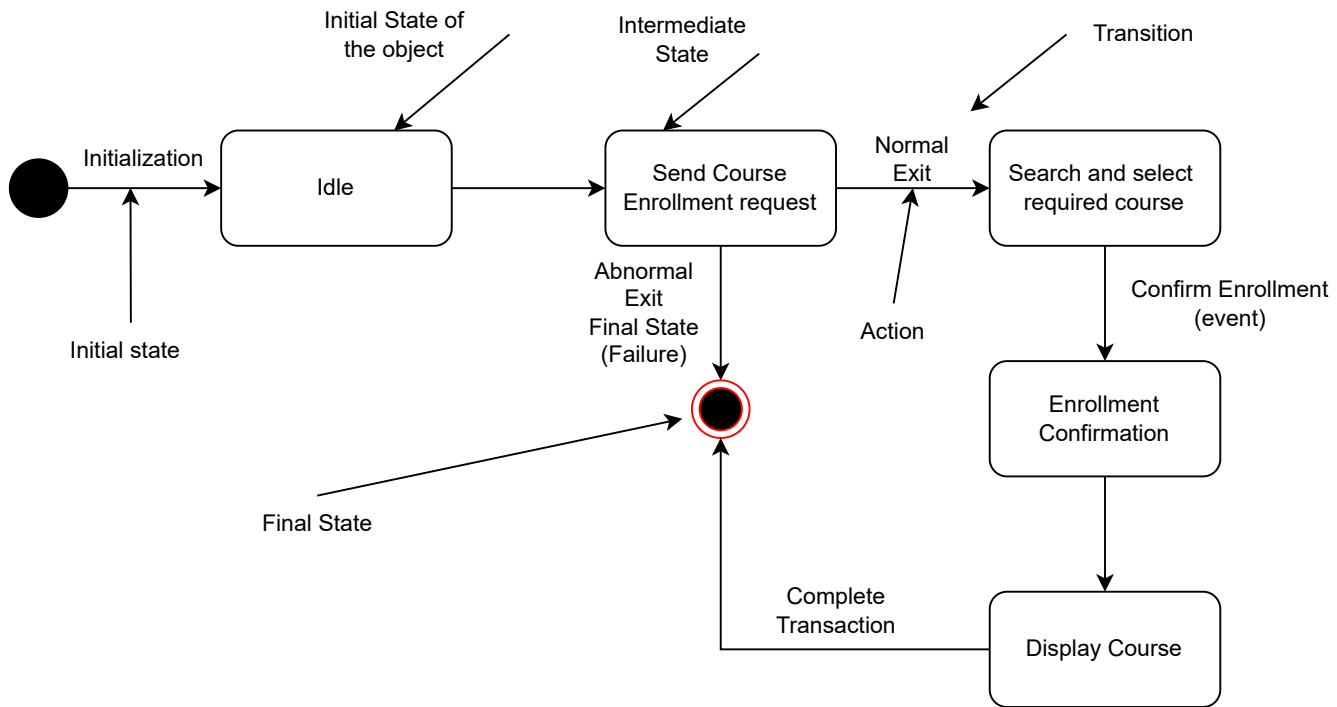 Initial State of
the object
Intermediate
State
Transition
Initialization
Idle
Send Course
Enrollment request
Normal
Exit
Search and select
required course
Initial state
Abnormal
Exit
Final State
(Failure)
Action
Confirm Enrollment
(event)
Enrollment
Confirmation
Final State
Complete
Transaction
Display Course